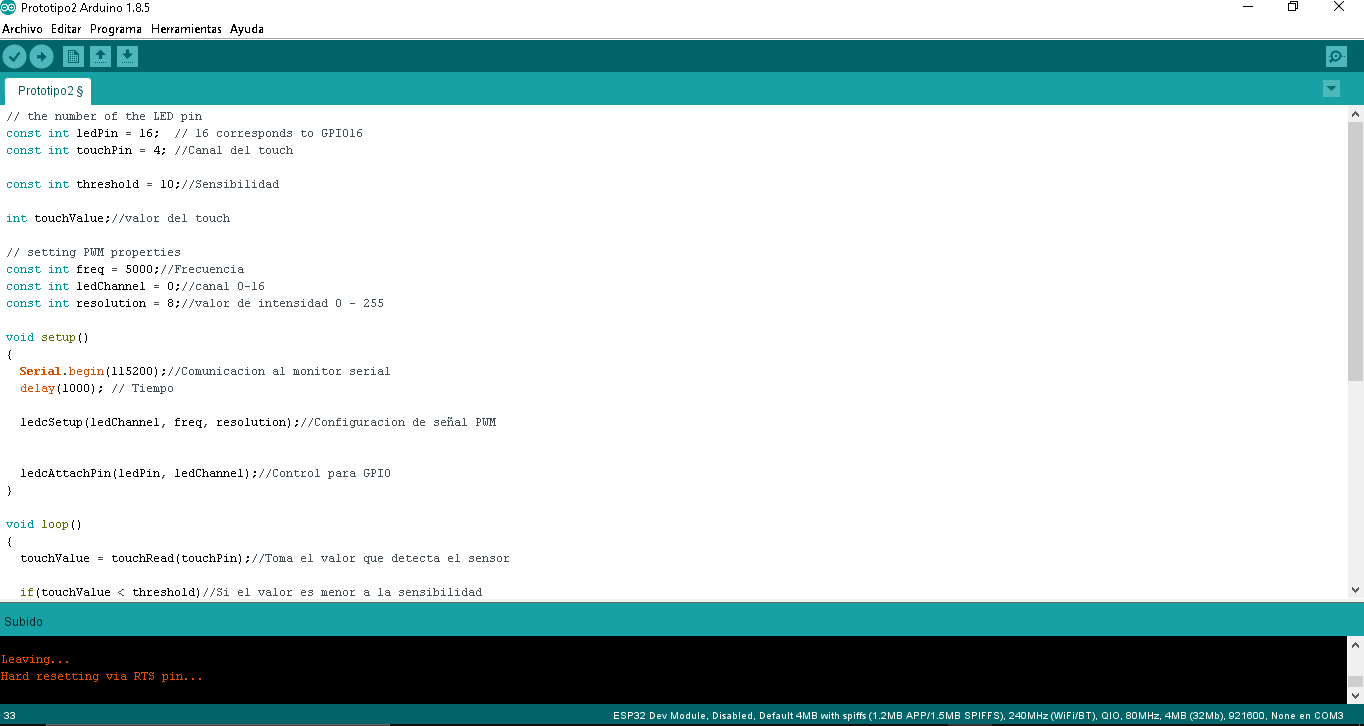 Prototipo2 Arduino 1.8.5
Archivo Editar Programa Herramientas Ayuda
Prototipo2 §
// the number of the LED pin
const int ledPin = 16;  // 16 corresponds to GPIO16
const int touchPin = 4; //Canal del touch
const int threshold = 10;//Sensibilidad
int touchValue;//valor del touch
// setting PWM properties
const int freq = 5000;//Frecuencia
const int ledChannel = 0;//canal 0-16
const int resolution = 8;//valor de intensidad 0 - 255
void setup()
{
Serial.begin(115200);//Comunicacion al monitor serial
delay(1000); // Tiempo
ledcSetup(ledChannel, freq, resolution);//Configuracion de señal PWM
ledcAttachPin(ledPin, ledChannel);//Control para GPIO
}
void loop()
{
touchValue = touchRead(touchPin);//Toma el valor que detecta el sensor
if(touchValue < threshold)//Si el valor es menor a la sensibilidad
Subido
Leaving...
Hard resetting via RTS pin...
33 ESP32 Dev Module, Disabled, Default 4MB with spiffs (1.2MB APP/1.5MB SPIFFS), 240MHz (WiFi/BT), QIO, 80MHz, 4MB (32Mb), 921600, None en COM3